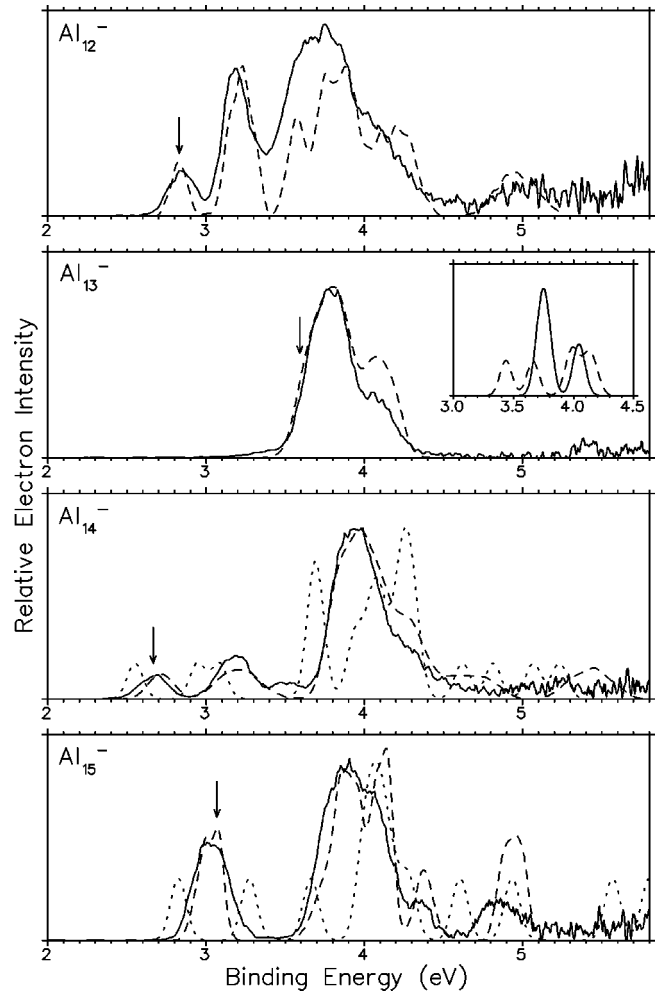 Al12−
2 3 4 5
Al13−
3.0 3.5 4.0 4.5
2 3 4 5
Al14−
2 3 4 5
Al15−
2 3 4 5
Relative Electron Intensity
Binding Energy (eV)